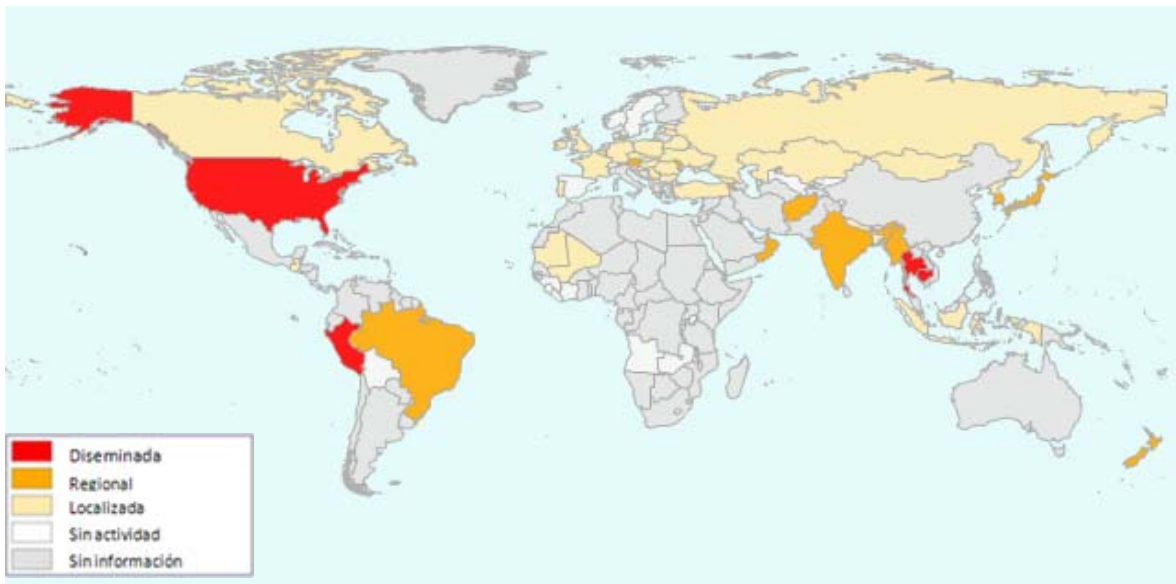 Diseminada
Regional
Localizada
Sin actividad
Sin información